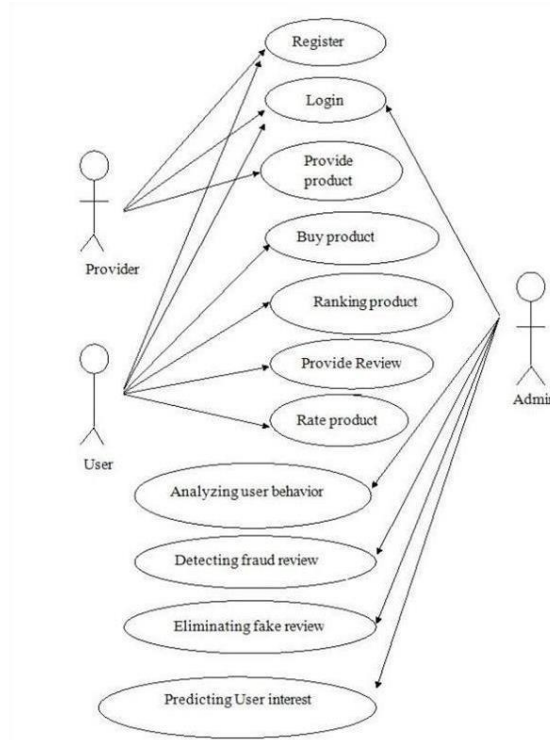 Register
Login
Provide
product
Provider
Buy product
Ranking product
Provide Review
Admin
User
Rate product
Analyzing user behavior
Detecting fraud review
Eliminating fake review
Predicting User interest